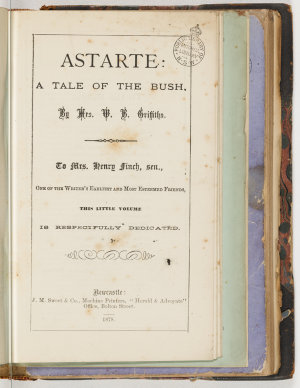 ASTARTE:
A TALE OF THE BUSH,
By Mrs. W. B. Griffiths.
To Mrs. Henry Finch, sen.,
One of the Writer's Earliest and Most Esteemed Friends,
THIS LITTLE VOLUME
IS RESPECTFULLY DEDICATED.
Newcastle:
J. M. Sweet & Co., Machine Printers, "Herald & Advocate"
Office, Bolton Street.
1878.